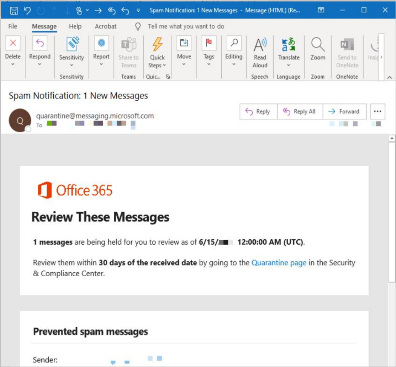 Spam Notification: 1 New Messages - Message (HTML) (Re...
File Message Help Acrobat Tell me what you want to do
Delete Respond Sensitivity Report Share to Teams Quick Steps Move Tags Editing Read Aloud Translate Zoom Send to OneNote
Sensitivity Teams Quic... Speech Language Zoom OneNote
Spam Notification: 1 New Messages
Q
quarantine@messaging.microsoft.com
To
Reply Reply All Forward ...
Office 365
Review These Messages
1 messages are being held for you to review as of 6/15/ 12:00:00 AM (UTC).
Review them within 30 days of the received date by going to the Quarantine page in the Security
& Compliance Center.
Prevented spam messages
Sender: